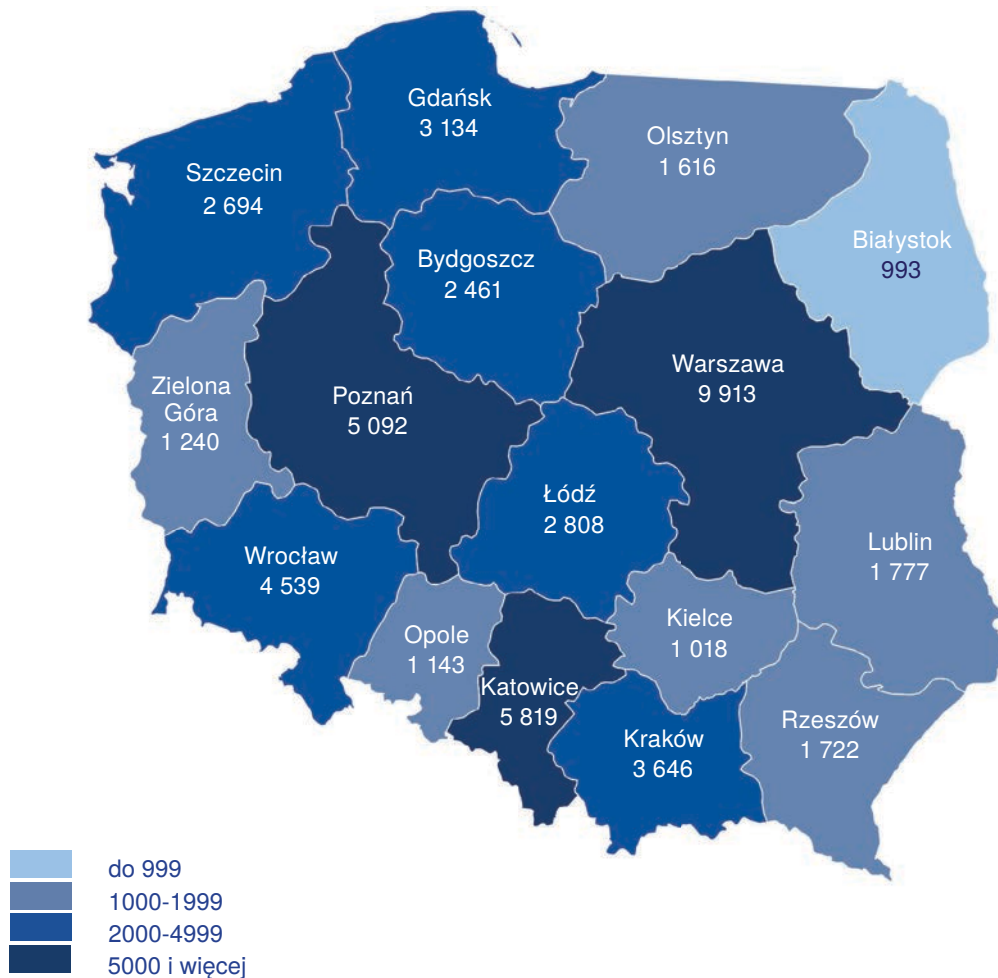 Gdańsk
3 134
Olsztyn
1 616
Szczecin
2 694
Białystok
993
Bydgoszcz
2 461
Warszawa
9 913
Zielona
Góra
1 240
Poznań
5 092
Łódź
2 808
Lublin
1 777
Wrocław
4 539
Kielce
1 018
Opole
1 143
Katowice
5 819
Rzeszów
1 722
Kraków
3 646
do 999
1000-1999
2000-4999
5000 i więcej